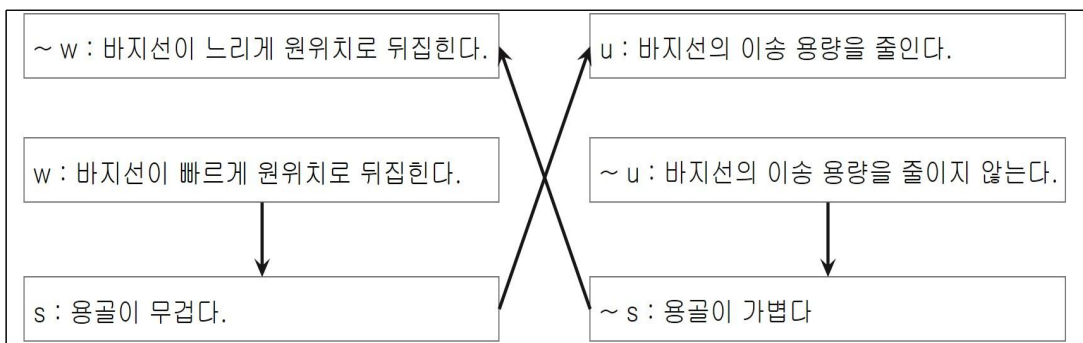 ~ w : 바지선이 느리게 원위치로 뒤집힌다.
u : 바지선의 이송 용량을 줄인다.
w : 바지선이 빠르게 원위치로 뒤집힌다.
~ u : 바지선의 이송 용량을 줄이지 않는다.
s : 용골이 무겁다.
~ s : 용골이 가볍다